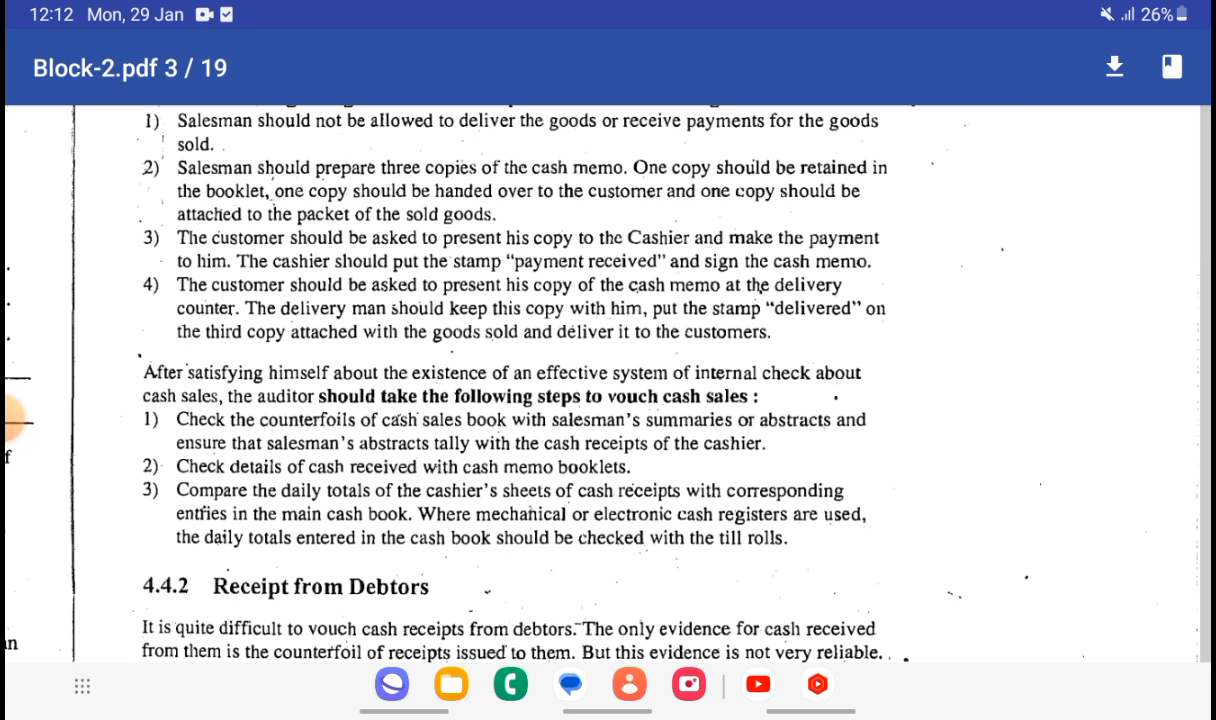 12:12 Mon, 29 Jan
26%
Block-2.pdf 3 / 19
1) Salesman should not be allowed to deliver the goods or receive payments for the goods
sold.
2) Salesman should prepare three copies of the cash memo. One copy should be retained in
the booklet, one copy should be handed over to the customer and one copy should be
attached to the packet of the sold goods.
3) The customer should be asked to present his copy to the Cashier and make the payment
to him. The cashier should put the stamp “payment received” and sign the cash memo.
4) The customer should be asked to present his copy of the cash memo at the delivery
counter. The delivery man should keep this copy with him, put the stamp “delivered” on
the third copy attached with the goods sold and deliver it to the customers.
After satisfying himself about the existence of an effective system of internal check about
cash sales, the auditor should take the following steps to vouch cash sales :
1) Check the counterfoils of cash sales book with salesman's summaries or abstracts and
ensure that salesman's abstracts tally with the cash receipts of the cashier.
2) Check details of cash received with cash memo booklets.
3) Compare the daily totals of the cashier's sheets of cash receipts with corresponding
entries in the main cash book. Where mechanical or electronic cash registers are used,
the daily totals entered in the cash book should be checked with the till rolls.
4.4.2 Receipt from Debtors
It is quite difficult to vouch cash receipts from debtors. The only evidence for cash received
from them is the counterfoil of receipts issued to them. But this evidence is not very reliable.